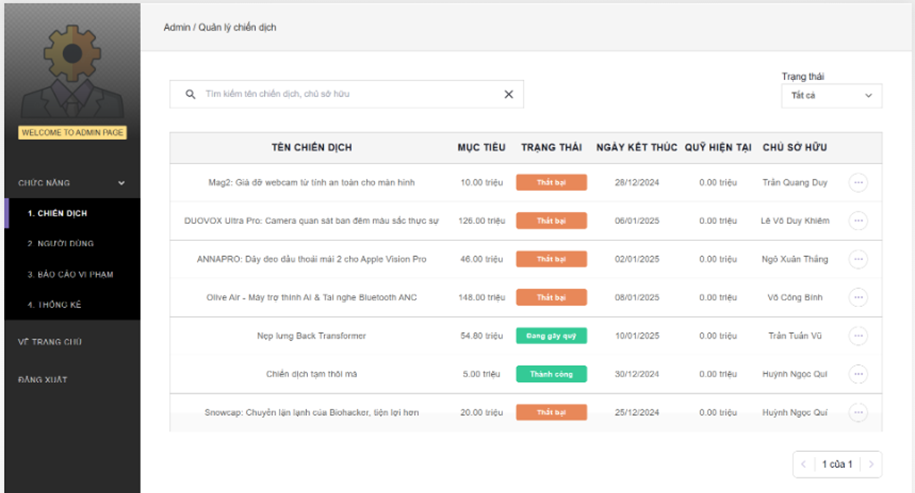 Admin / Quản lý chiến dịch
WELCOME TO ADMIN PAGE
CHỨC NĂNG
1. CHIẾN DỊCH
2. NGƯỜI DÙNG
3. BÁO CÁO VI PHẠM
4. THỐNG KÊ
VỀ TRANG CHỦ
ĐĂNG XUẤT
Tìm kiếm tên chiến dịch, chủ sở hữu
Trạng thái
Tất cả
TÊN CHIẾN DỊCH MỤC TIÊU TRẠNG THÁI NGÀY KẾT THÚC QUỸ HIỆN TẠI CHỦ SỞ HỮU
Mag2: Giá đỡ webcam từ tính an toàn cho màn hình 10.00 triệu Thất bại 28/12/2024 0.00 triệu Trần Quang Duy
DUOVOX Ultra Pro: Camera quan sát ban đêm màu sắc thực sự 126.00 triệu Thất bại 06/01/2025 0.00 triệu Lê Võ Duy Khiêm
ANNAPRO: Dây đeo đầu thoải mái 2 cho Apple Vision Pro 46.00 triệu Thất bại 02/01/2025 0.00 triệu Ngô Xuân Thắng
Olive Air - Máy trợ thính AI & Tai nghe Bluetooth ANC 148.00 triệu Thất bại 08/01/2025 0.00 triệu Võ Công Bình
Nẹp lưng Back Transformer 54.80 triệu Đang gây quỹ 10/01/2025 0.00 triệu Trần Tuấn Vũ
Chiến dịch tạm thời mà 5.00 triệu Thành công 30/12/2024 0.00 triệu Huỳnh Ngọc Quí
Snowcap: Chuyên lặn lạnh của Biohacker, tiện lợi hơn 20.00 triệu Thất bại 25/12/2024 0.00 triệu Huỳnh Ngọc Quí
1 của 1